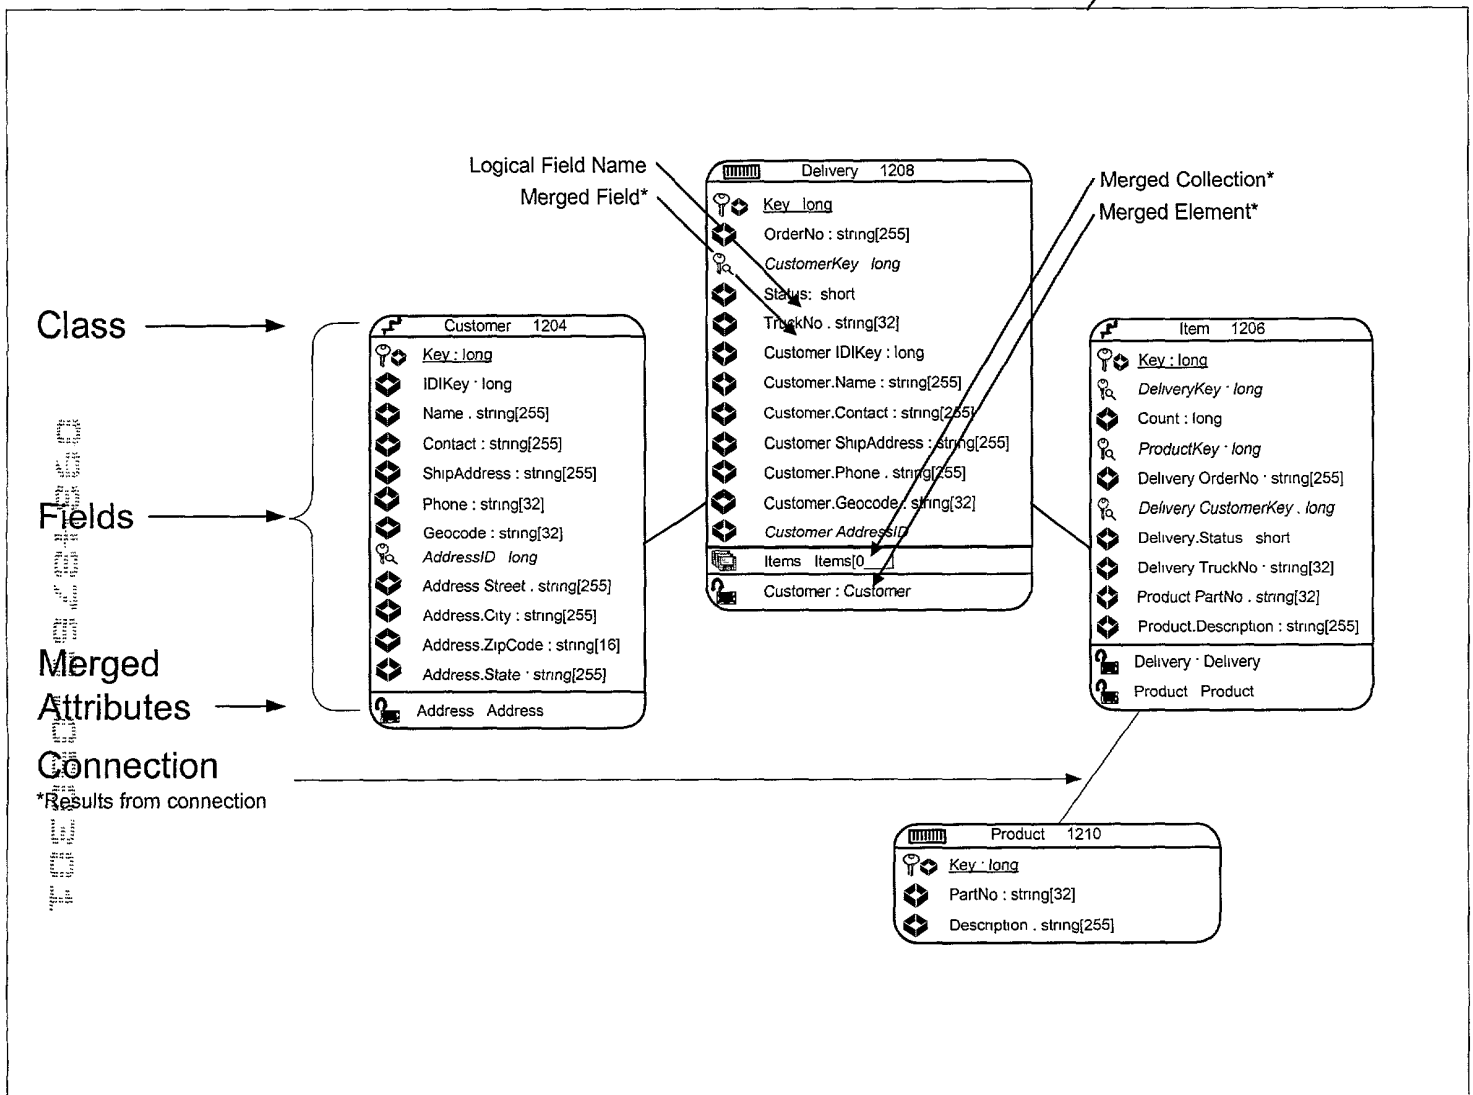 Logical Field Name
Merged Field*
Merged Collection*
Merged Element*
Class
Fields
Merged
Attributes
Connection
*Results from connection
Customer 1204
Key : long
IDIKey · long
Name . string[255]
Contact : string[255]
ShipAddress : string[255]
Phone : string[32]
Geocode : string[32]
AddressID long
Address Street . string[255]
Address.City : string[255]
Address.ZipCode : string[16]
Address.State · string[255]
Address Address
Delivery 1208
Key long
OrderNo : string[255]
CustomerKey long
Status: short
TruckNo . string[32]
Customer IDIKey : long
Customer.Name : string[255]
Customer.Contact : string[255]
Customer ShipAddress : string[255]
Customer.Phone . string[255]
Customer.Geocode : string[32]
Customer AddressID
Items Items[0____]
Customer : Customer
Item 1206
Key : long
DeliveryKey · long
Count : long
ProductKey · long
Delivery OrderNo · string[255]
Delivery CustomerKey . long
Delivery.Status short
Delivery TruckNo · string[32]
Product PartNo . string[32]
Product.Description : string[255]
Delivery · Delivery
Product Product
Product 1210
Key · long
PartNo : string[32]
Description . string[255]